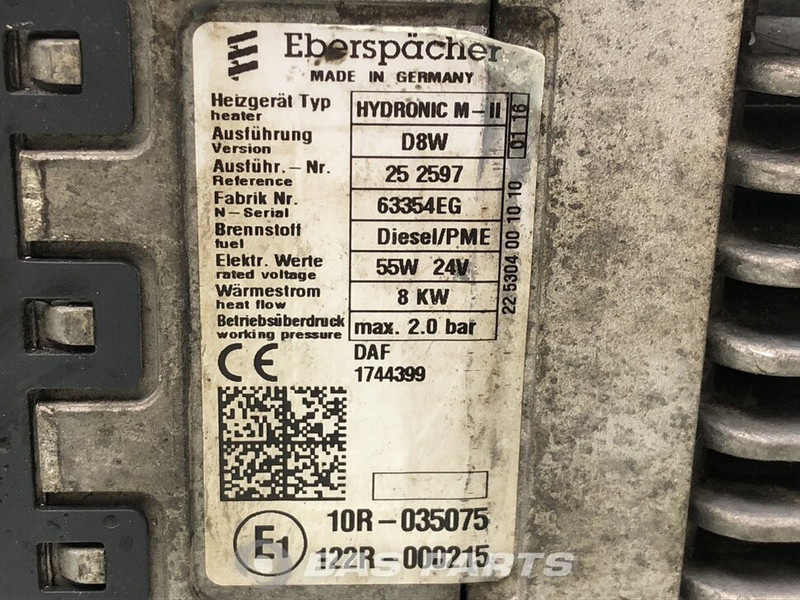 Eberspächer
MADE IN GERMANY
Heizgerät Typ HYDRONIC M-II
heater
Ausführung D8W
Version
Ausführ.-Nr. 25 2597
Reference
Fabrik Nr. 63354EG
N-Serial
Brennstoff Diesel/PME
fuel
Elektr. Werte 55W 24V
rated voltage
Wärmestrom 8 KW
heat flow
Betriebsüberdruck max. 2.0 bar
working pressure
22 5304 00 10 10 01 16
CE DAF
1744399
10R-035075
E1
122R-000215
BAS PARTS